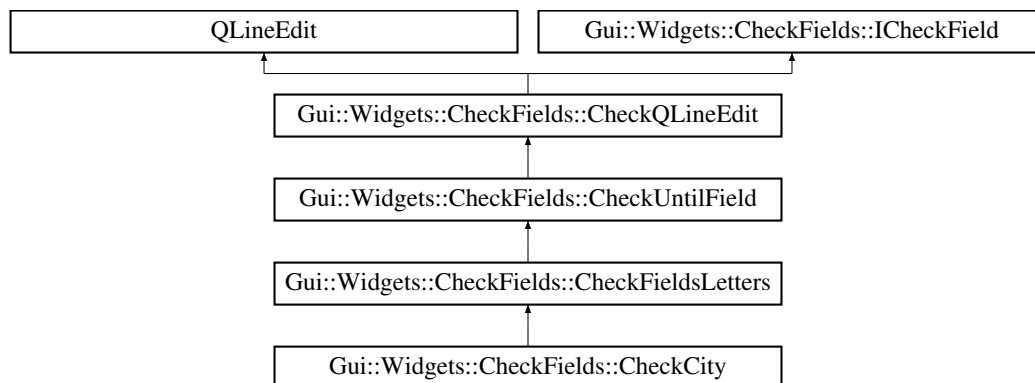 QLineEdit
Gui::Widgets::CheckFields::ICheckField
Gui::Widgets::CheckFields::CheckQLineEdit
Gui::Widgets::CheckFields::CheckUntilField
Gui::Widgets::CheckFields::CheckFieldsLetters
Gui::Widgets::CheckFields::CheckCity